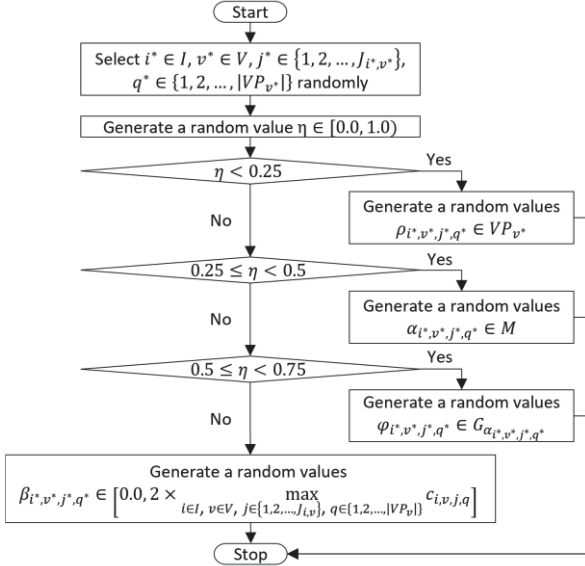 Start
Select i* ∈ I, v* ∈ V, j* ∈ {1, 2, …, J_{i*,v*}},
q* ∈ {1, 2, …, |VP_{v*}|} randomly
Generate a random value η ∈ [0.0, 1.0)
η < 0.25
Yes
Generate a random values
ρ_{i*,v*,j*,q*} ∈ VP_{v*}
No
0.25 ≤ η < 0.5
Yes
Generate a random values
α_{i*,v*,j*,q*} ∈ M
No
0.5 ≤ η < 0.75
Yes
Generate a random values
φ_{i*,v*,j*,q*} ∈ G_{α_{i*,v*,j*,q*}}
No
Generate a random values
β_{i*,v*,j*,q*} ∈ [0.0, 2 × max_{i∈I, v∈V, j∈{1,2,…,J_{i,v}}, q∈{1,2,…,|VP_v|}} c_{i,v,j,q}]
Stop